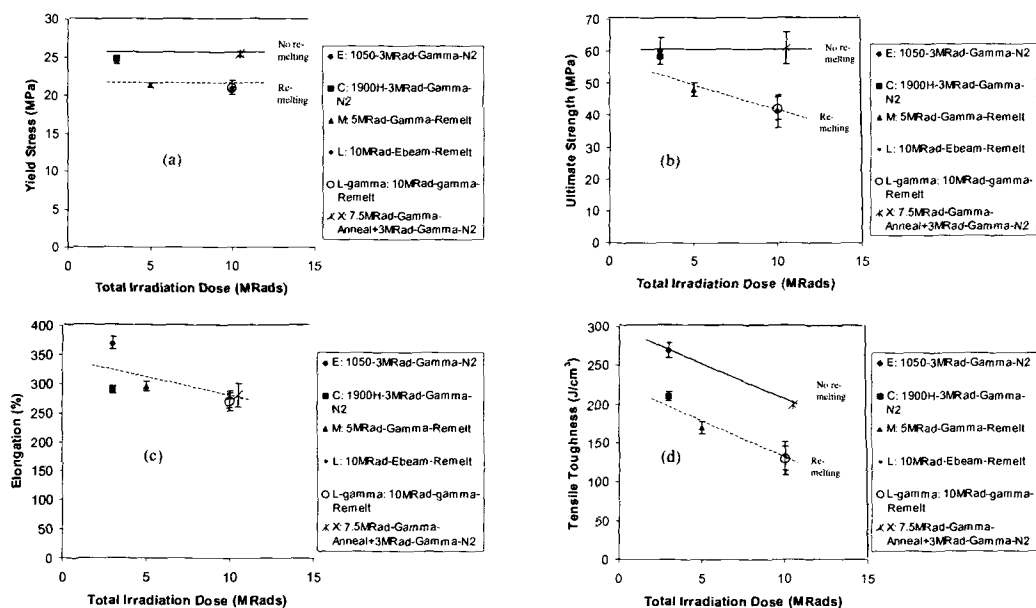 30
25
20
15
10
5
0
0 5 10 15
Yield Stress (MPa)
Total Irradiation Dose (MRads)
(a)
No re-
melting
Re-
melting
E: 1050-3MRad-Gamma-N2
C: 1900H-3MRad-Gamma-
N2
M: 5MRad-Gamma-Remelt
L: 10MRad-Ebeam-Remelt
L-gamma: 10MRad-gamma-
Remelt
X: 7.5MRad-Gamma-
Anneal+3MRad-Gamma-N2
70
60
50
40
30
20
10
0
0 5 10 15
Ultimate Strength (MPa)
Total Irradiation Dose (MRads)
(b)
No re-
melting
Re-
melting
E: 1050-3MRad-Gamma-N2
C: 1900H-3MRad-Gamma-
N2
M: 5MRad-Gamma-Remelt
L: 10MRad-Ebeam-Remelt
L-gamma: 10MRad-gamma-
Remelt
X: 7.5MRad-Gamma-
Anneal+3MRad-Gamma-N2
400
350
300
250
200
150
100
50
0
0 5 10 15
Elongation (%)
Total Irradiation Dose (MRads)
(c)
E: 1050-3MRad-Gamma-N2
C: 1900H-3MRad-Gamma-
N2
M: 5MRad-Gamma-Remelt
L: 10MRad-Ebeam-Remelt
L-gamma: 10MRad-gamma-
Remelt
X: 7.5MRad-Gamma-
Anneal+3MRad-Gamma-N2
300
250
200
150
100
50
0
0 5 10 15
Tensile Toughness (J/cm³)
Total Irradiation Dose (MRads)
(d)
No re-
melting
Re-
melting
E: 1050-3MRad-Gamma-N2
C: 1900H-3MRad-Gamma-
N2
M: 5MRad-Gamma-Remelt
L: 10MRad-Ebeam-Remelt
L-gamma: 10MRad-gamma-
Remelt
X: 7.5MRad-Gamma-
Anneal+3MRad-Gamma-N2